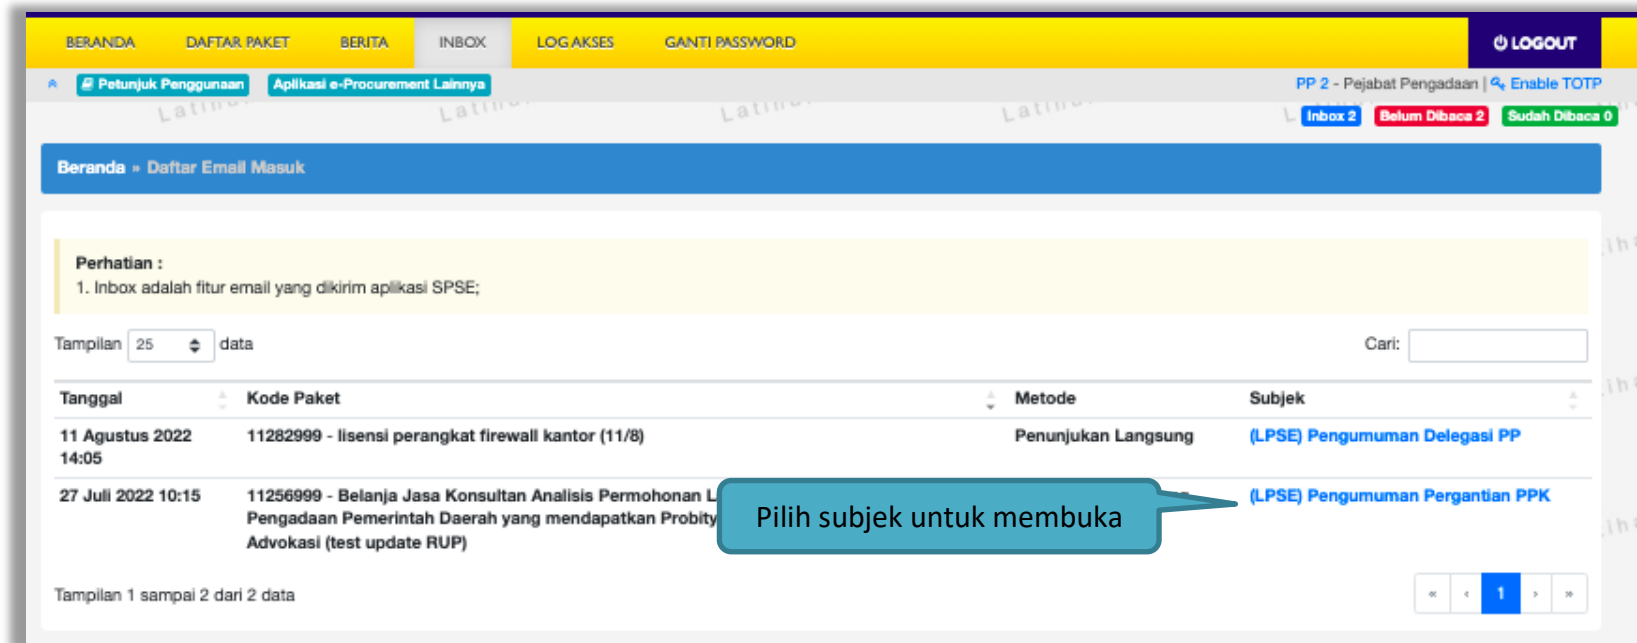 BERANDA DAFTAR PAKET BERITA INBOX LOG AKSES GANTI PASSWORD LOGOUT
Petunjuk Penggunaan Aplikasi e-Procurement Lainnya PP 2 - Pejabat Pengadaan | Enable TOTP
Inbox 2 Belum Dibaca 2 Sudah Dibaca 0
Beranda » Daftar Email Masuk
Perhatian :
1. Inbox adalah fitur email yang dikirim aplikasi SPSE;
Tampilan 25 data Cari:
Tanggal Kode Paket Metode Subjek
11 Agustus 2022 11282999 - lisensi perangkat firewall kantor (11/8) Penunjukan Langsung (LPSE) Pengumuman Delegasi PP
14:05
27 Juli 2022 10:15 11256999 - Belanja Jasa Konsultan Analisis Permohonan (LPSE) Pengumuman Pergantian PPK
Pengadaan Pemerintah Daerah yang mendapatkan Probity
Advokasi (test update RUP)
Pilih subjek untuk membuka
Tampilan 1 sampai 2 dari 2 data « ‹ 1 › »